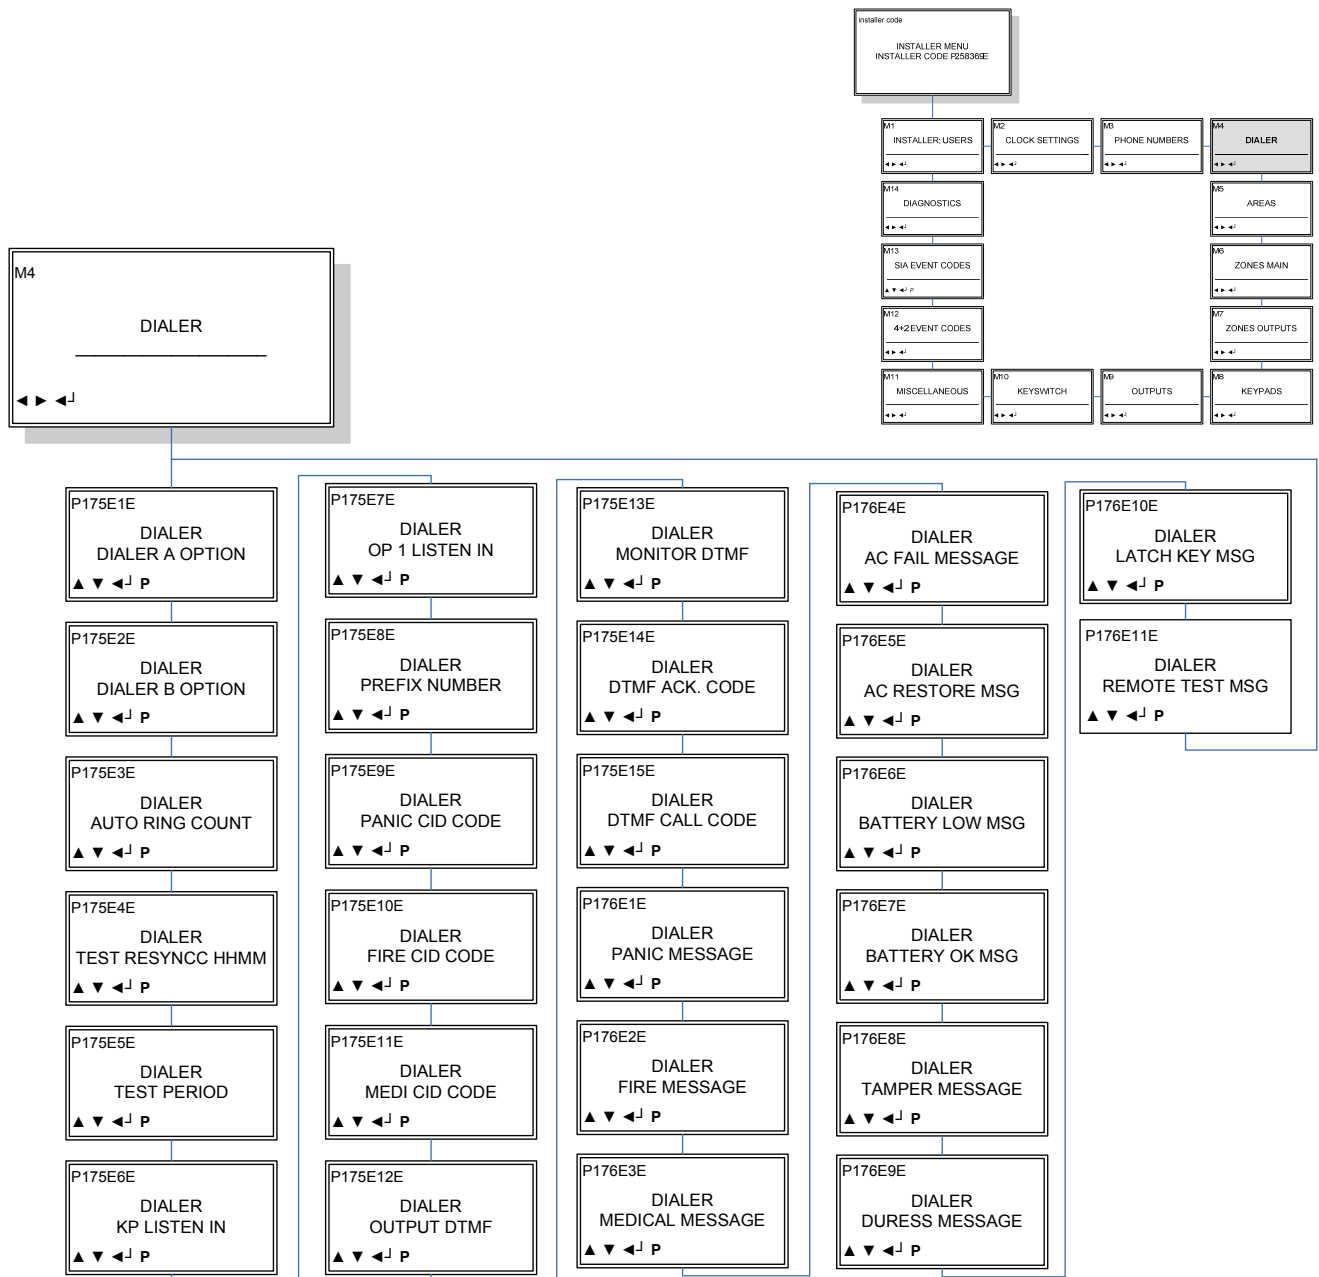 installer code
INSTALLER MENU
INSTALLER CODE P258369E
M1
INSTALLER; USERS
◄ ► ◄┘
M2
CLOCK SETTINGS
◄ ► ◄┘
M3
PHONE NUMBERS
◄ ► ◄┘
M4
DIALER
◄ ► ◄┘
M14
DIAGNOSTICS
◄ ► ◄┘
M5
AREAS
◄ ► ◄┘
M13
SIA EVENT CODES
▲ ▼ ◄┘ P
M6
ZONES MAIN
◄ ► ◄┘
M12
4+2 EVENT CODES
◄ ► ◄┘
M7
ZONES OUTPUTS
◄ ► ◄┘
M11
MISCELLANEOUS
◄ ► ◄┘
M10
KEYSWITCH
◄ ► ◄┘
M9
OUTPUTS
◄ ► ◄┘
M8
KEYPADS
◄ ► ◄┘
M4
DIALER
◄ ► ◄┘
P175E1E
DIALER
DIALER A OPTION
▲ ▼ ◄┘ P
P175E2E
DIALER
DIALER B OPTION
▲ ▼ ◄┘ P
P175E3E
DIALER
AUTO RING COUNT
▲ ▼ ◄┘ P
P175E4E
DIALER
TEST RESYNCC HHMM
▲ ▼ ◄┘ P
P175E5E
DIALER
TEST PERIOD
▲ ▼ ◄┘ P
P175E6E
DIALER
KP LISTEN IN
▲ ▼ ◄┘ P
P175E7E
DIALER
OP 1 LISTEN IN
▲ ▼ ◄┘ P
P175E8E
DIALER
PREFIX NUMBER
▲ ▼ ◄┘ P
P175E9E
DIALER
PANIC CID CODE
▲ ▼ ◄┘ P
P175E10E
DIALER
FIRE CID CODE
▲ ▼ ◄┘ P
P175E11E
DIALER
MEDI CID CODE
▲ ▼ ◄┘ P
P175E12E
DIALER
OUTPUT DTMF
▲ ▼ ◄┘ P
P175E13E
DIALER
MONITOR DTMF
▲ ▼ ◄┘ P
P175E14E
DIALER
DTMF ACK. CODE
▲ ▼ ◄┘ P
P175E15E
DIALER
DTMF CALL CODE
▲ ▼ ◄┘ P
P176E1E
DIALER
PANIC MESSAGE
▲ ▼ ◄┘ P
P176E2E
DIALER
FIRE MESSAGE
▲ ▼ ◄┘ P
P176E3E
DIALER
MEDICAL MESSAGE
▲ ▼ ◄┘ P
P176E4E
DIALER
AC FAIL MESSAGE
▲ ▼ ◄┘ P
P176E5E
DIALER
AC RESTORE MSG
▲ ▼ ◄┘ P
P176E6E
DIALER
BATTERY LOW MSG
▲ ▼ ◄┘ P
P176E7E
DIALER
BATTERY OK MSG
▲ ▼ ◄┘ P
P176E8E
DIALER
TAMPER MESSAGE
▲ ▼ ◄┘ P
P176E9E
DIALER
DURESS MESSAGE
▲ ▼ ◄┘ P
P176E10E
DIALER
LATCH KEY MSG
▲ ▼ ◄┘ P
P176E11E
DIALER
REMOTE TEST MSG
▲ ▼ ◄┘ P